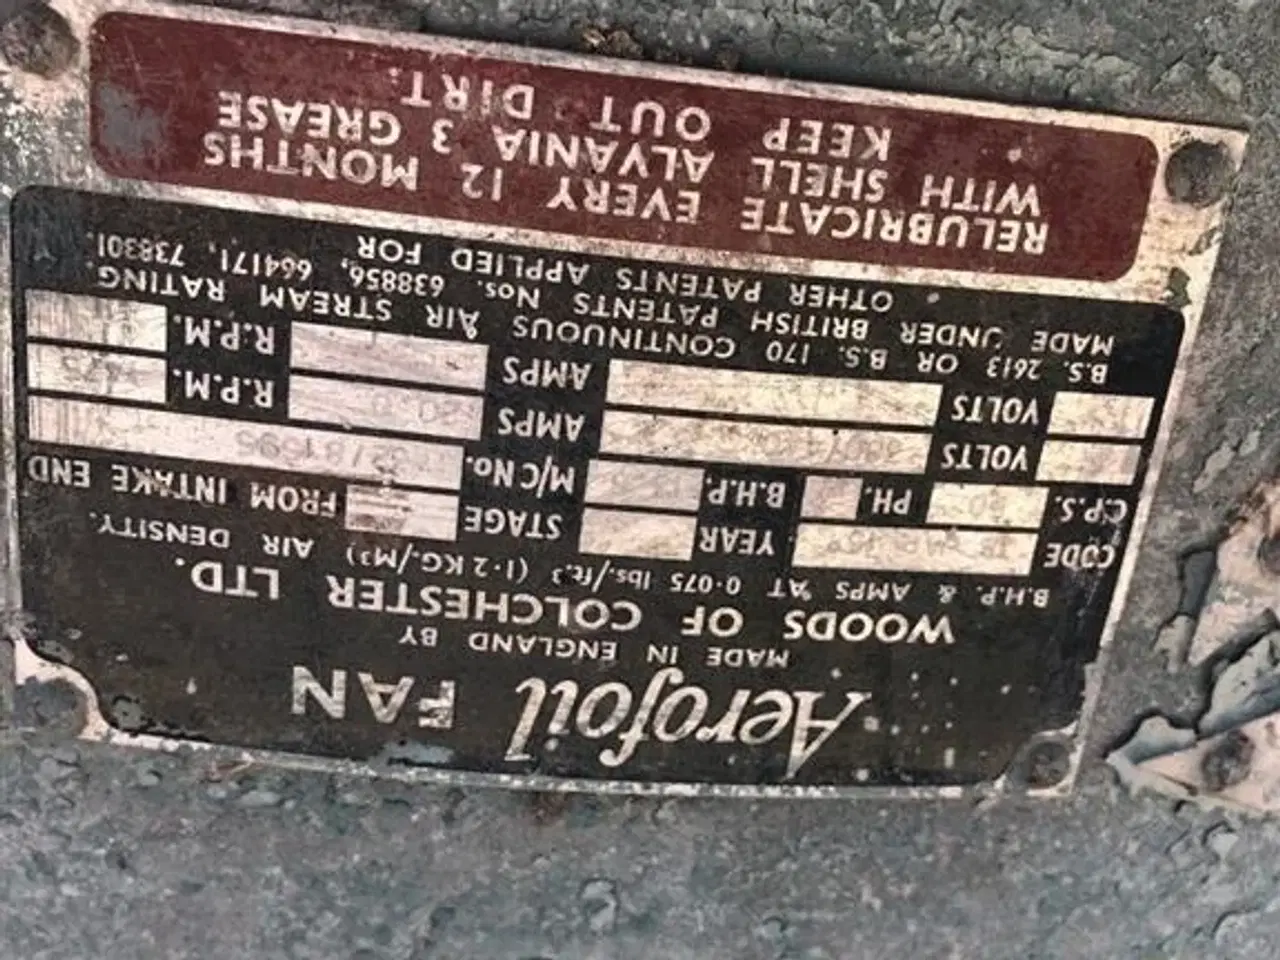 Aerofoil FAN
MADE IN ENGLAND BY
WOODS OF COLCHESTER LTD.
B.H.P. & AMPS AT 0·075 lbs./ft.³ (1·2 KG./M³) AIR DENSITY.
CODE YEAR STAGE FROM INTAKE END
C.P.S. PH. B.H.P. M/C No.
VOLTS AMPS R.P.M.
VOLTS AMPS R.P.M.
B.S. 2613 OR B.S. 170 CONTINUOUS AIR STREAM RATING
MADE UNDER BRITISH PATENTS Nos. 638856, 664171, 738301.
OTHER PATENTS APPLIED FOR
RELUBRICATE EVERY 12 MONTHS
WITH SHELL ALVANIA 3 GREASE
KEEP OUT DIRT.